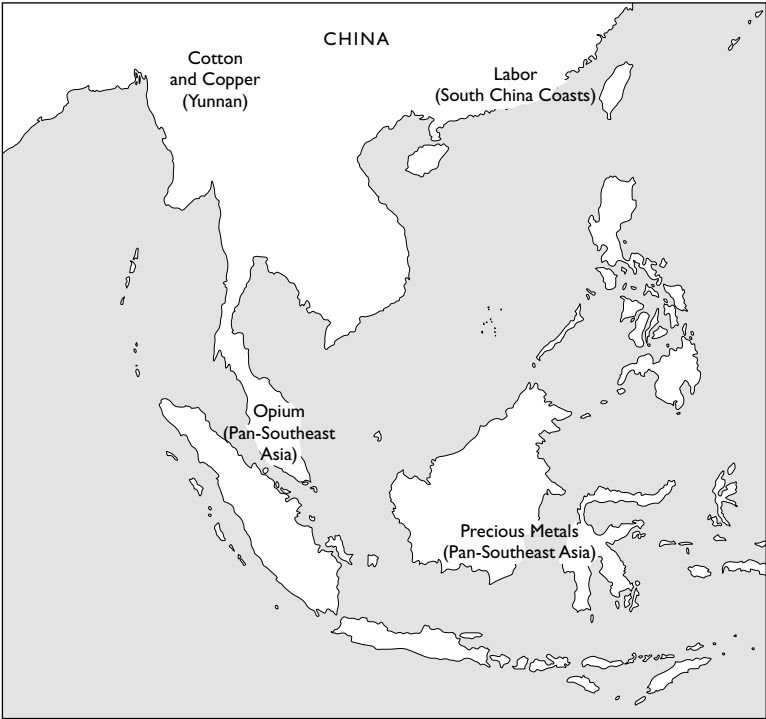 CHINA
Cotton
and Copper
(Yunnan)
Labor
(South China Coasts)
Opium
(Pan-Southeast
Asia)
Precious Metals
(Pan-Southeast Asia)